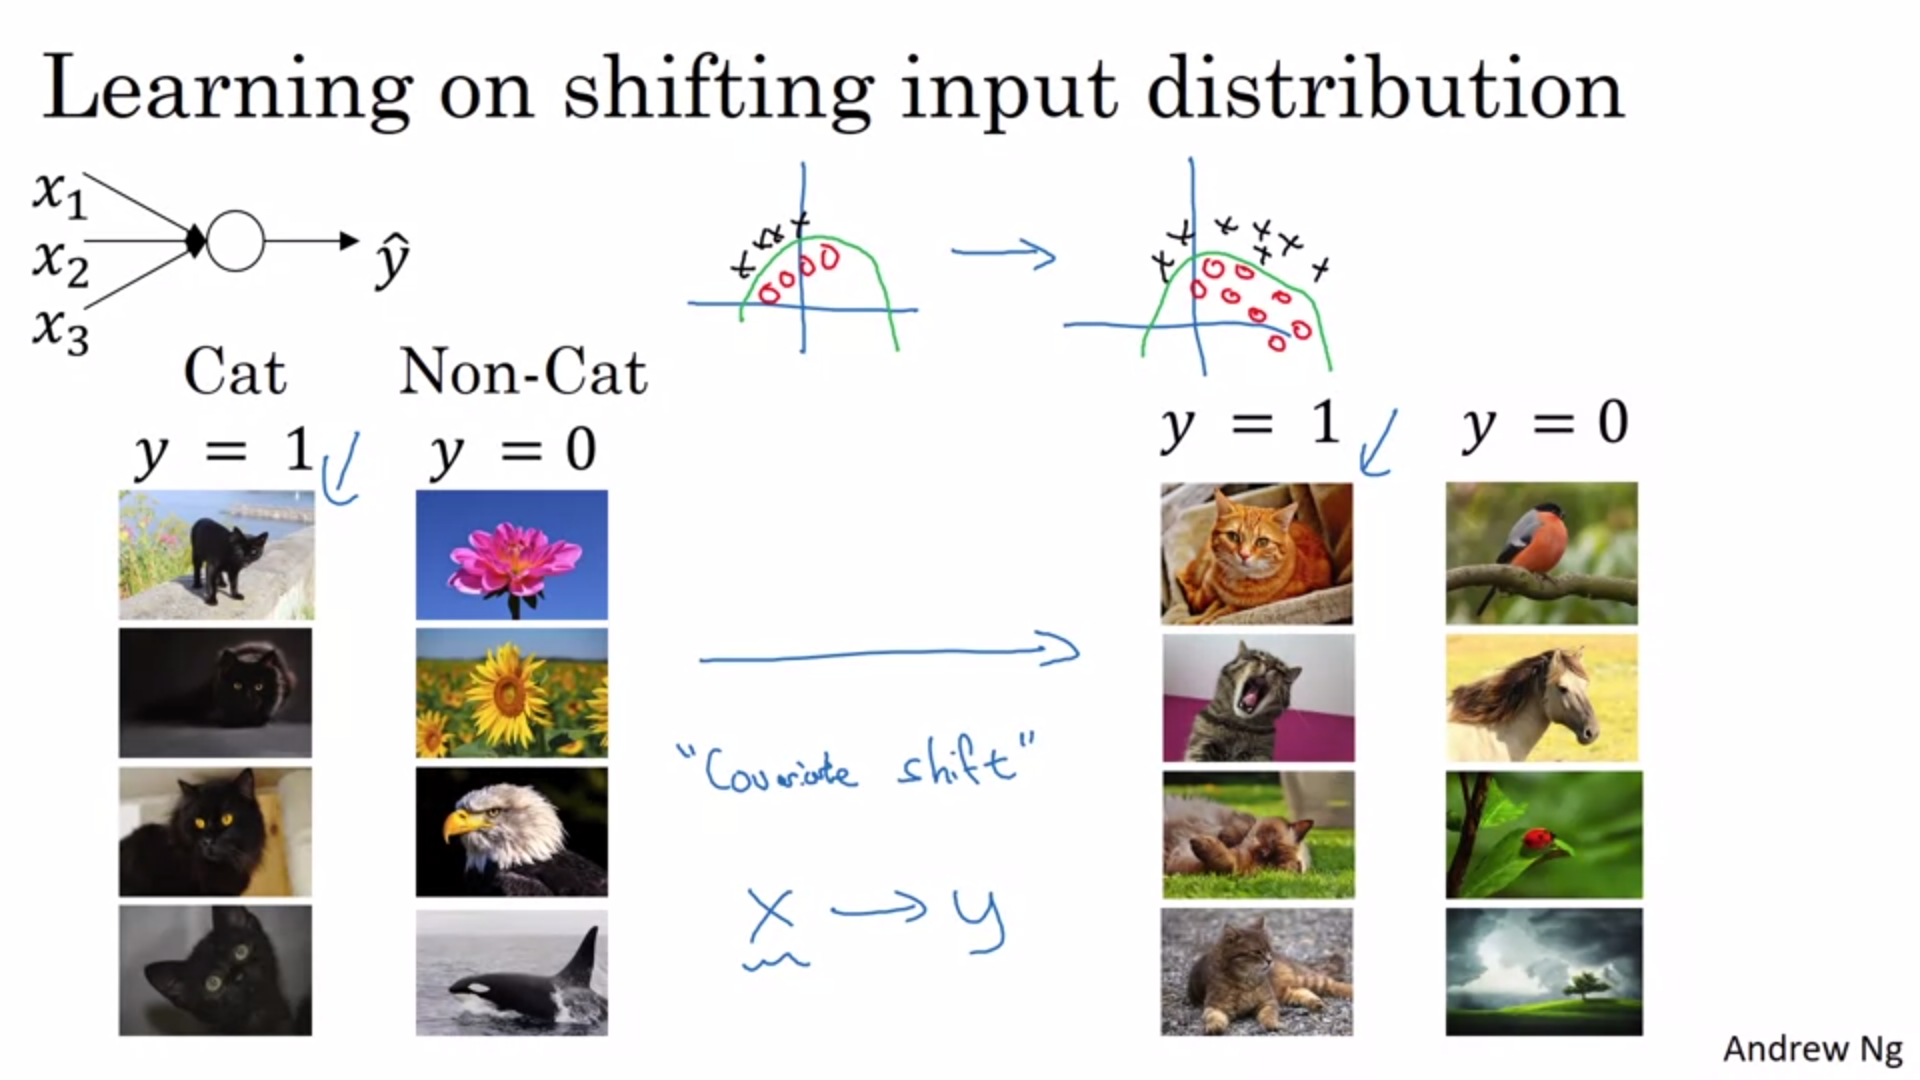 Learning on shifting input distribution
x₁
x₂
x₃
ŷ
Cat Non-Cat
y = 1 y = 0
y = 1 y = 0
"Covariate shift"
x → y
Andrew Ng